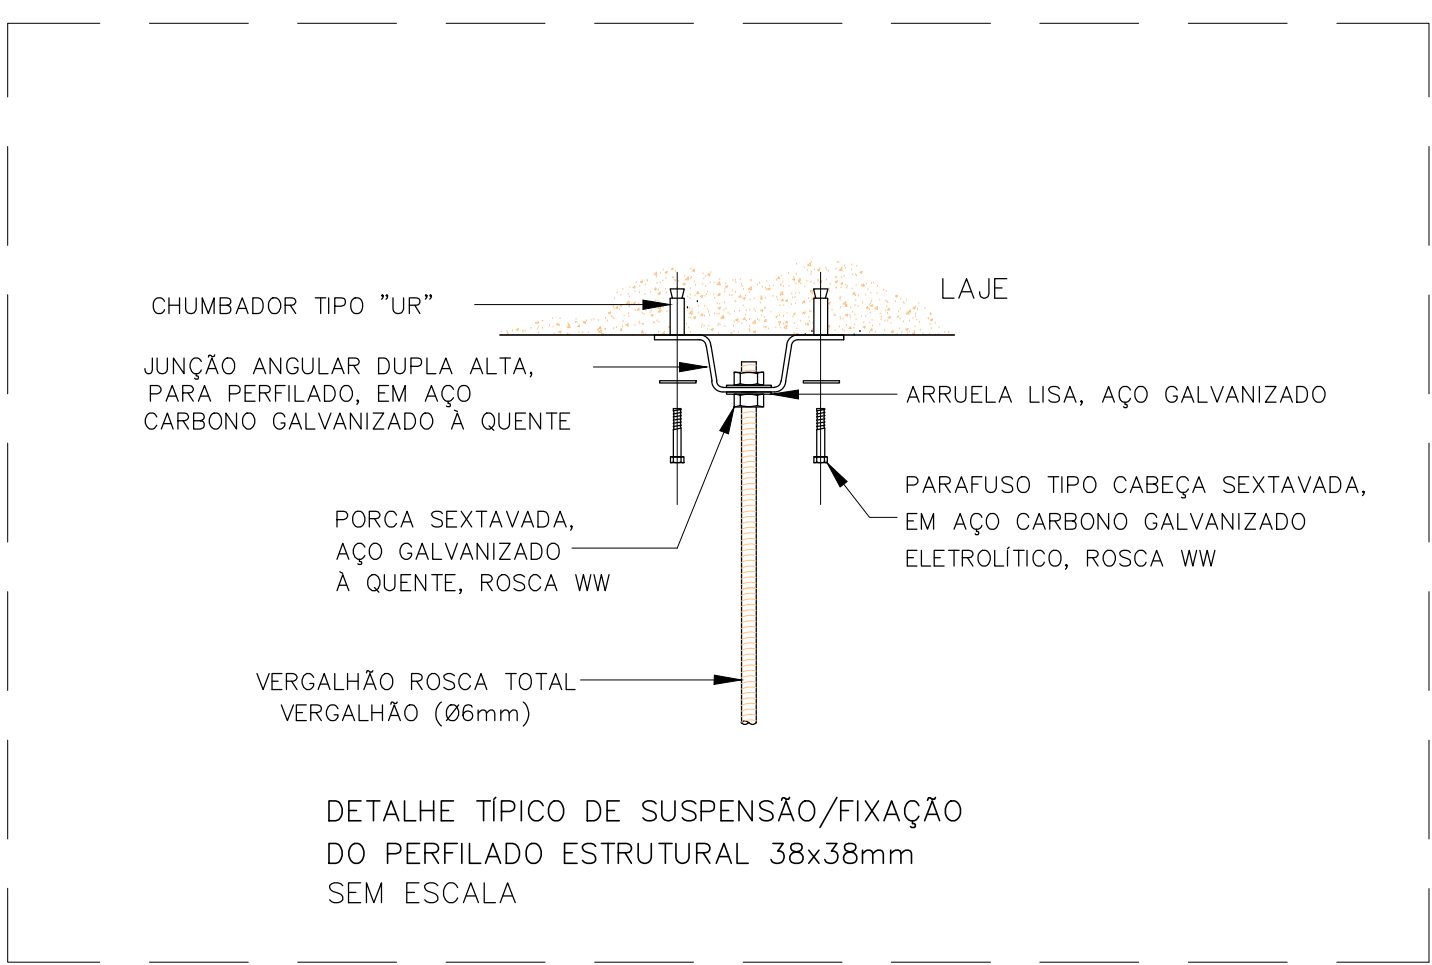 LAJE
CHUMBADOR TIPO "UR"
JUNÇÃO ANGULAR DUPLA ALTA,
PARA PERFILADO, EM AÇO
CARBONO GALVANIZADO À QUENTE
ARRUELA LISA, AÇO GALVANIZADO
PARAFUSO TIPO CABEÇA SEXTAVADA,
EM AÇO CARBONO GALVANIZADO
ELETROLÍTICO, ROSCA WW
PORCA SEXTAVADA,
AÇO GALVANIZADO
À QUENTE, ROSCA WW
VERGALHÃO ROSCA TOTAL
VERGALHÃO (Ø6mm)
DETALHE TÍPICO DE SUSPENSÃO/FIXAÇÃO
DO PERFILADO ESTRUTURAL 38x38mm
SEM ESCALA